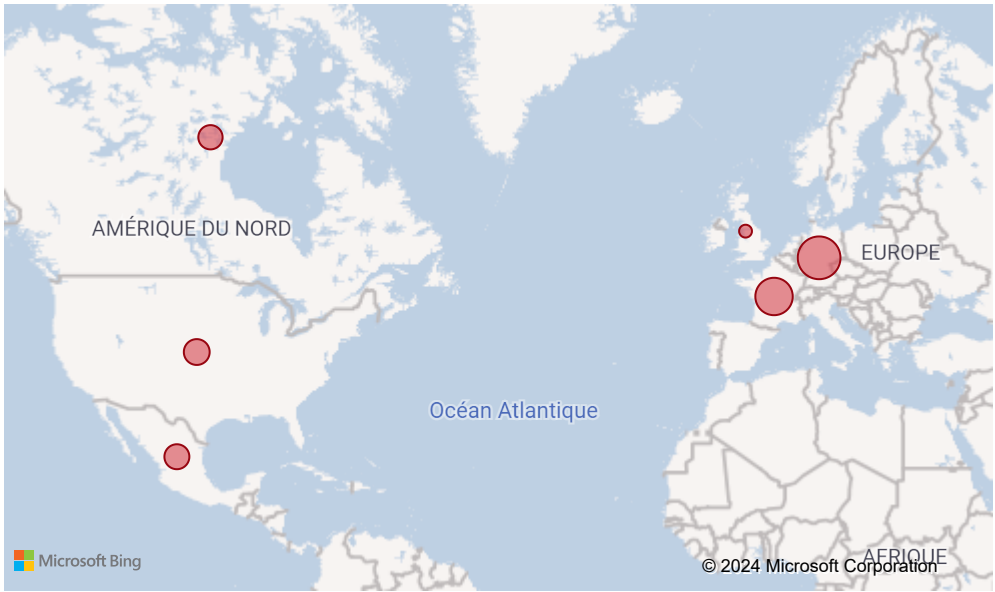 AMÉRIQUE DU NORD
EUROPE
Océan Atlantique
AFRIQUE
Microsoft Bing
© 2024 Microsoft Corporation